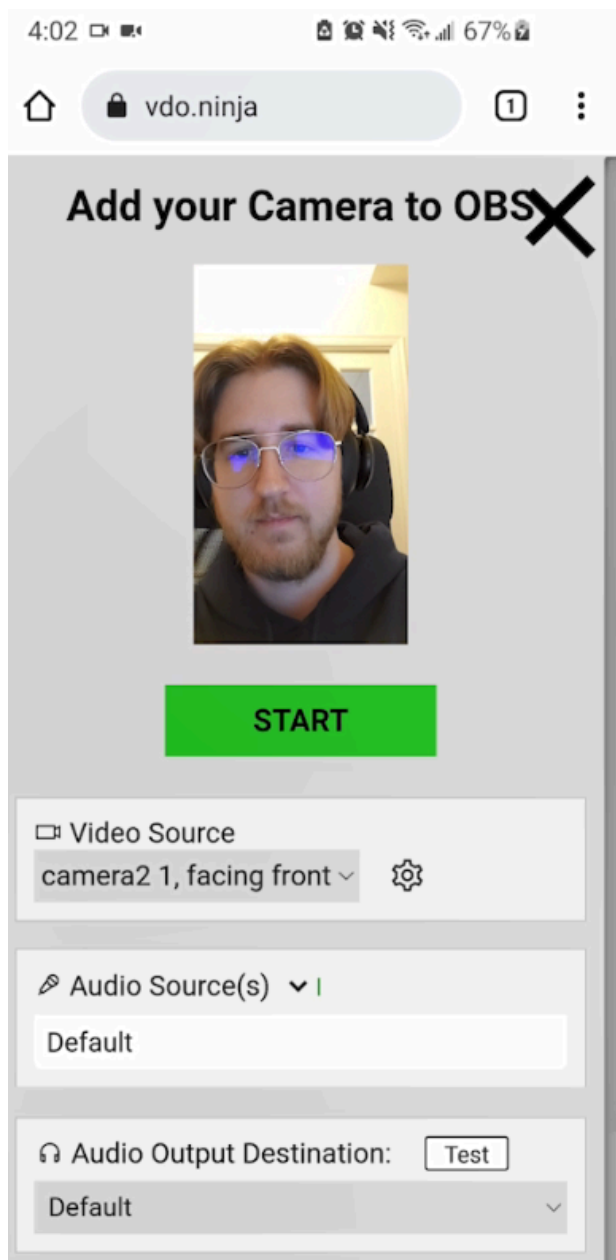 4:02 67%
vdo.ninja 1
Add your Camera to OBS
START
Video Source
camera2 1, facing front
Audio Source(s)
Default
Audio Output Destination: Test
Default